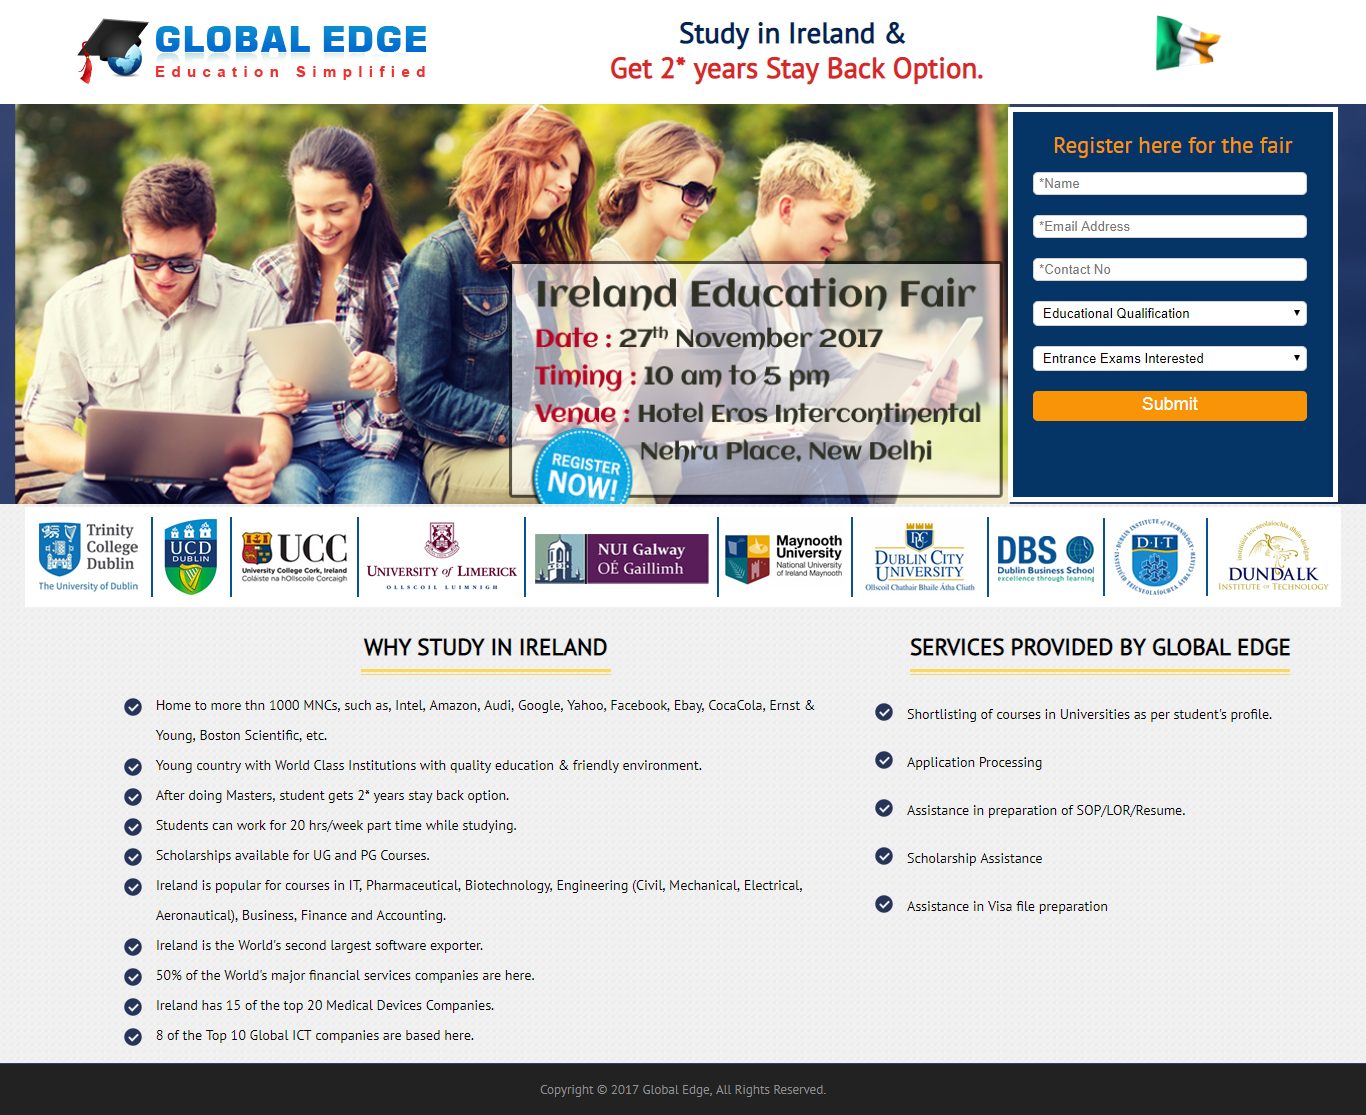 GLOBAL EDGE
Education Simplified
Study in Ireland &
Get 2* years Stay Back Option.
Ireland Education Fair
Date : 27th November 2017
Timing : 10 am to 5 pm
Venue : Hotel Eros Intercontinental
Nehru Place, New Delhi
REGISTER
NOW!
Register here for the fair
*Name
*Email Address
*Contact No
Educational Qualification
Entrance Exams Interested
Submit
Trinity
College
Dublin
The University of Dublin
UCD
DUBLIN
UCC
University College Cork, Ireland
Coláiste na hOllscoile Corcaigh
UNIVERSITY of LIMERICK
OLLSCOIL LUIMNIGH
NUI Galway
OÉ Gaillimh
Maynooth
University
National University
of Ireland Maynooth
DCU
DUBLIN CITY
UNIVERSITY
Ollscoil Chathair Bhaile Átha Cliath
DBS
Dublin Business School
excellence through learning
DUBLIN INSTITUTE of TECHNOLOGY
D·I·T
INSTITIÚID TEICNEOLAÍOCHTA ÁTHA CLIATH
institiúid teicneolaíochta dhún dealgan
DUNDALK
INSTITUTE OF TECHNOLOGY
WHY STUDY IN IRELAND
Home to more thn 1000 MNCs, such as, Intel, Amazon, Audi, Google, Yahoo, Facebook, Ebay, CocaCola, Ernst &
Young, Boston Scientific, etc.
Young country with World Class Institutions with quality education & friendly environment.
After doing Masters, student gets 2* years stay back option.
Students can work for 20 hrs/week part time while studying.
Scholarships available for UG and PG Courses.
Ireland is popular for courses in IT, Pharmaceutical, Biotechnology, Engineering (Civil, Mechanical, Electrical,
Aeronautical), Business, Finance and Accounting.
Ireland is the World's second largest software exporter.
50% of the World's major financial services companies are here.
Ireland has 15 of the top 20 Medical Devices Companies.
8 of the Top 10 Global ICT companies are based here.
SERVICES PROVIDED BY GLOBAL EDGE
Shortlisting of courses in Universities as per student's profile.
Application Processing
Assistance in preparation of SOP/LOR/Resume.
Scholarship Assistance
Assistance in Visa file preparation
Copyright © 2017 Global Edge, All Rights Reserved.